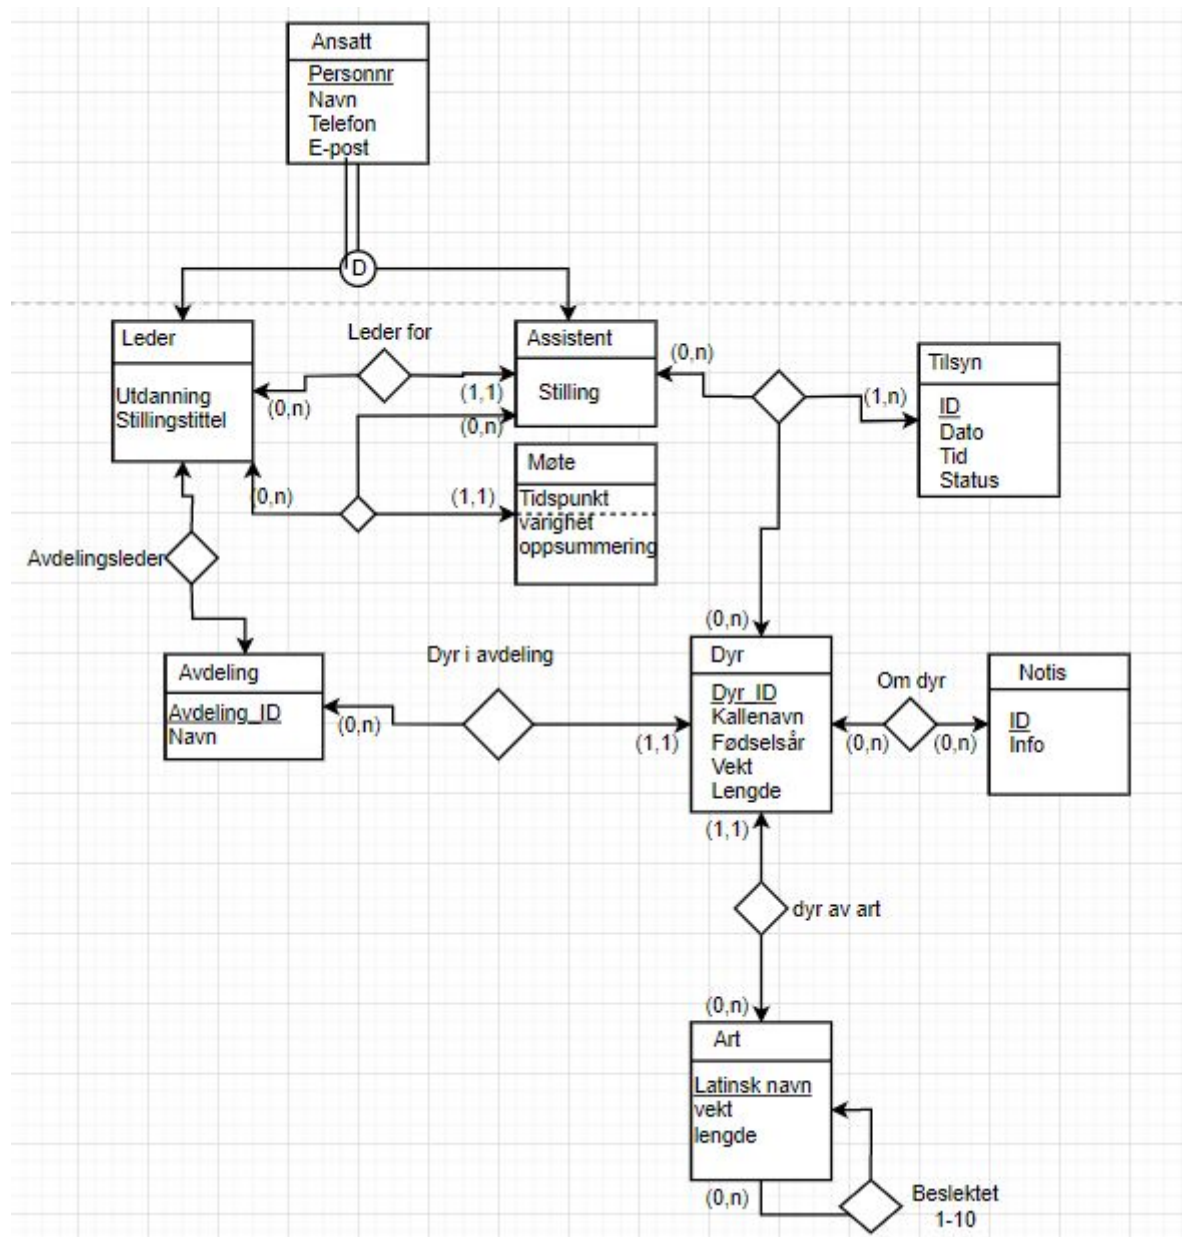 Ansatt
Personnr
Navn
Telefon
E-post
D
Leder
Utdanning
Stillingstittel
Leder for
(0,n)
(1,1)
Assistent
Stilling
(0,n)
(0,n)
(1,n)
Tilsyn
ID
Dato
Tid
Status
(0,n)
(1,1)
Møte
Tidspunkt
varighet
oppsummering
Avdelingsleder
Avdeling
Avdeling_ID
Navn
Dyr i avdeling
(0,n)
(1,1)
(0,n)
Dyr
Dyr_ID
Kallenavn
Fødselsår
Vekt
Lengde
Om dyr
(0,n)
(0,n)
Notis
ID
Info
(1,1)
dyr av art
(0,n)
Art
Latinsk navn
vekt
lengde
(0,n)
Beslektet
1-10